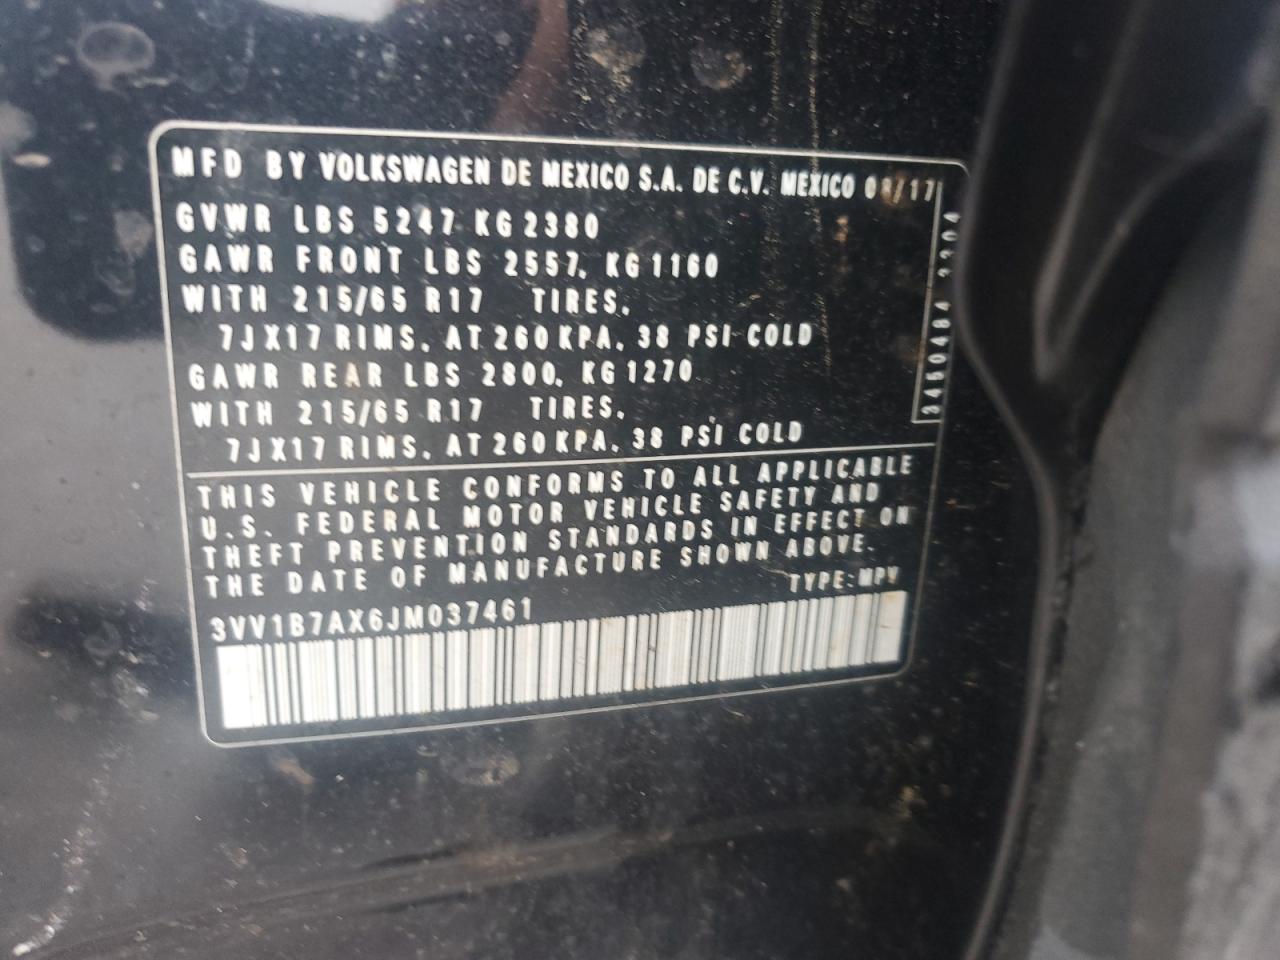 MFD BY VOLKSWAGEN DE MEXICO S.A. DE C.V. MEXICO 08/17
GVWR LBS 5247 KG 2380
GAWR FRONT LBS 2557, KG 1160
WITH 215/65 R17 TIRES,
7JX17 RIMS, AT 260 KPA, 38 PSI COLD
GAWR REAR LBS 2800, KG 1270
WITH 215/65 R17 TIRES,
7JX17 RIMS, AT 260 KPA, 38 PSI COLD
3450484
THIS VEHICLE CONFORMS TO ALL APPLICABLE
U.S. FEDERAL MOTOR VEHICLE SAFETY AND
THEFT PREVENTION STANDARDS IN EFFECT ON
THE DATE OF MANUFACTURE SHOWN ABOVE.
TYPE: MPV
3VV1B7AX6JM037461